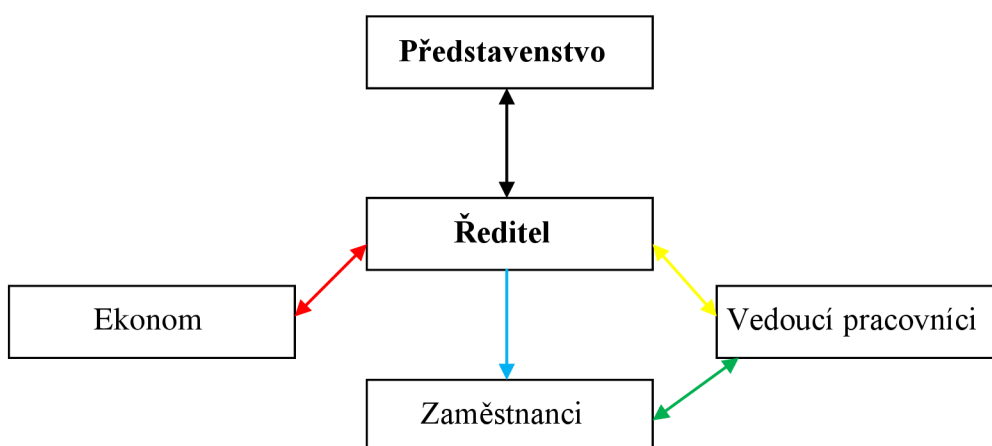 Představenstvo
Ředitel
Ekonom
Vedoucí pracovníci
Zaměstnanci